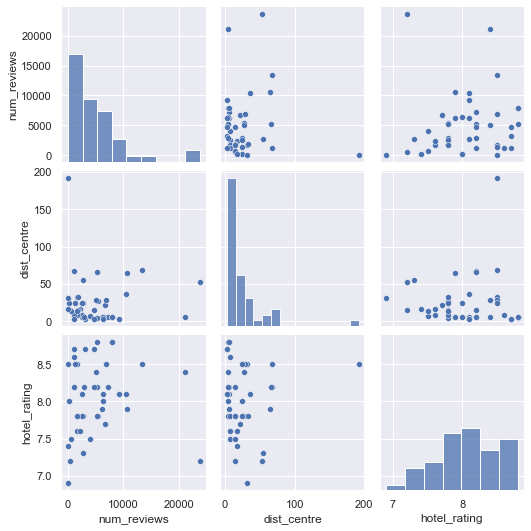 20000
15000
10000
5000
0
num_reviews
200
150
100
50
0
dist_centre
8.5
8.0
7.5
7.0
hotel_rating
0 10000 20000 0 100 200 7 8
num_reviews dist_centre hotel_rating